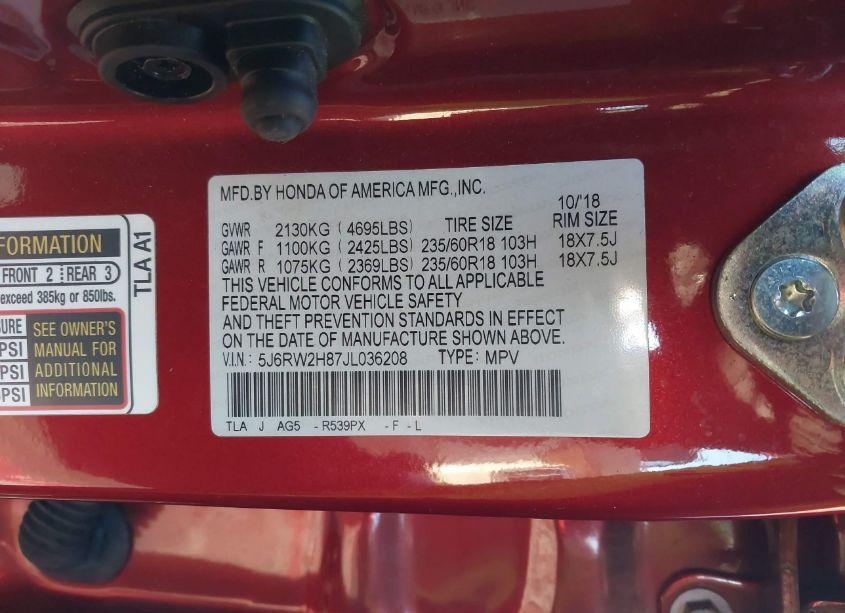 MFD.BY HONDA OF AMERICA MFG.,INC.
10/'18
GVWR 2130KG ( 4695LBS) TIRE SIZE RIM SIZE
GAWR F 1100KG ( 2425LBS) 235/60R18 103H 18X7.5J
GAWR R 1075KG ( 2369LBS) 235/60R18 103H 18X7.5J
THIS VEHICLE CONFORMS TO ALL APPLICABLE
FEDERAL MOTOR VEHICLE SAFETY
AND THEFT PREVENTION STANDARDS IN EFFECT
ON THE DATE OF MANUFACTURE SHOWN ABOVE.
V.I.N.: 5J6RW2H87JL036208 TYPE: MPV
TLA J AG5 -R539PX -F -L
FRONT 2 REAR 3
exceed 385kg or 850lbs.
SEE OWNER'S
MANUAL FOR
ADDITIONAL
INFORMATION
TLA A1